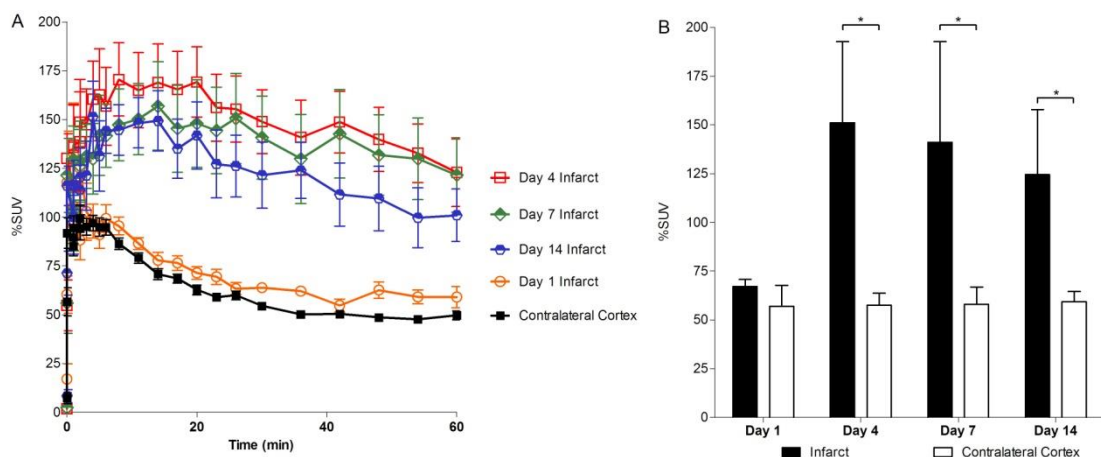 A
%SUV
200
175
150
125
100
75
50
25
0
0
20
40
60
Time (min)
Day 4 Infarct
Day 7 Infarct
Day 14 Infarct
Day 1 Infarct
Contralateral Cortex
B
%SUV
200
175
150
125
100
75
50
25
0
*
*
*
Day 1
Day 4
Day 7
Day 14
Infarct
Contralateral Cortex